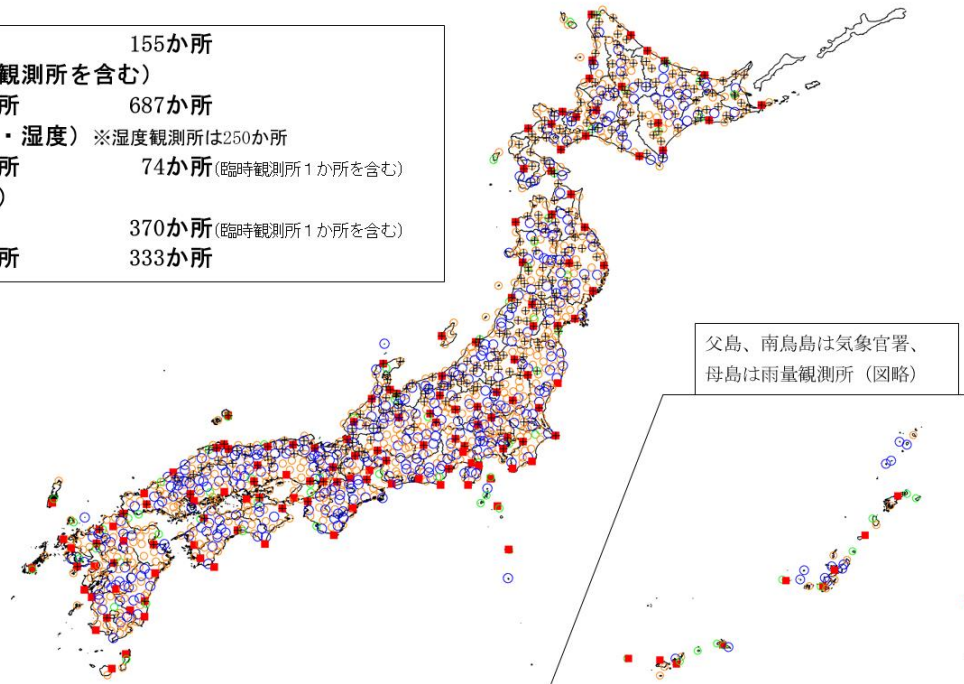 155か所
観測所を含む)
所 687か所
・湿度) ※湿度観測所は250か所
所 74か所(臨時観測所1か所を含む)
)
370か所(臨時観測所1か所を含む)
所 333か所
父島、南鳥島は気象官署、
母島は雨量観測所(図略)